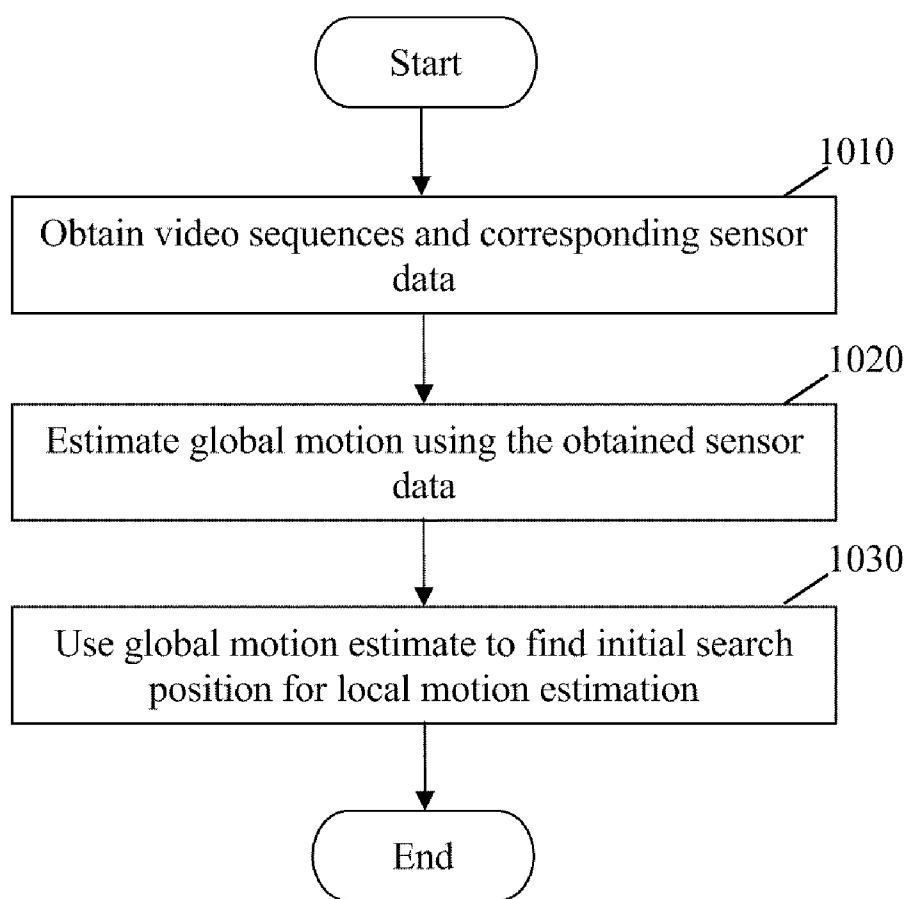 Start
1010
Obtain video sequences and corresponding sensor
data
1020
Estimate global motion using the obtained sensor
data
1030
Use global motion estimate to find initial search
position for local motion estimation
End